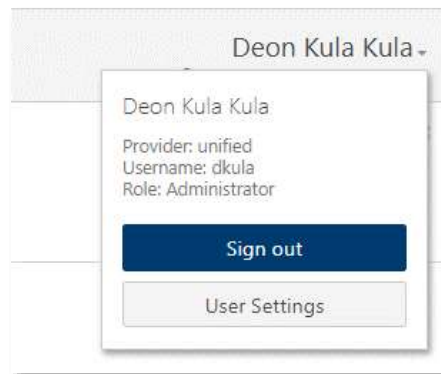 Deon Kula Kula
Deon Kula Kula
Provider: unified
Username: dkula
Role: Administrator
Sign out
User Settings